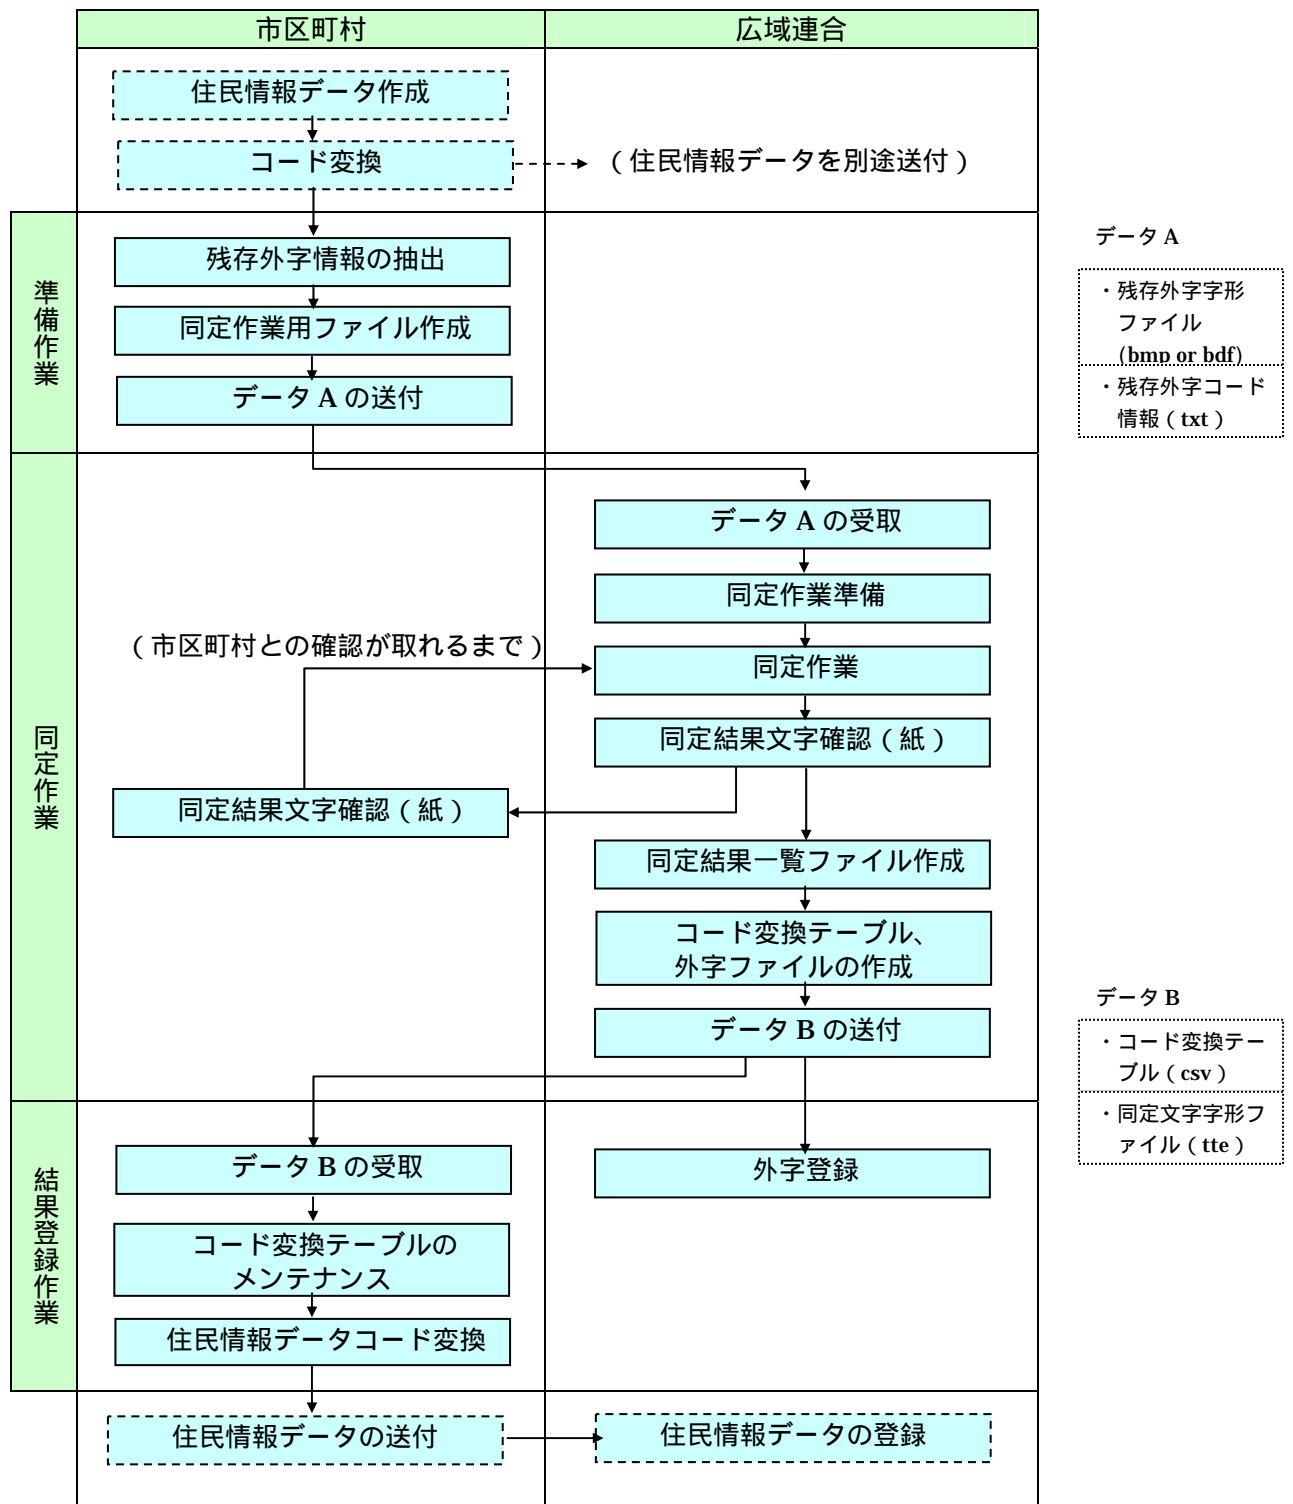 市区町村
広域連合
住民情報データ作成
コード変換
（住民情報データを別途送付）
準備作業
残存外字情報の抽出
同定作業用ファイル作成
データ A の送付
データ A
・残存外字字形
ファイル
(bmp or bdf)
・残存外字コード
情報（txt）
同定作業
データ A の受取
同定作業準備
（市区町村との確認が取れるまで）
同定作業
同定結果文字確認（紙）
同定結果文字確認（紙）
同定結果一覧ファイル作成
コード変換テーブル、
外字ファイルの作成
データ B の送付
データ B
・コード変換テー
ブル（csv）
・同定文字字形フ
ァイル（tte）
結果登録作業
データ B の受取
外字登録
コード変換テーブルの
メンテナンス
住民情報データコード変換
住民情報データの送付
住民情報データの登録